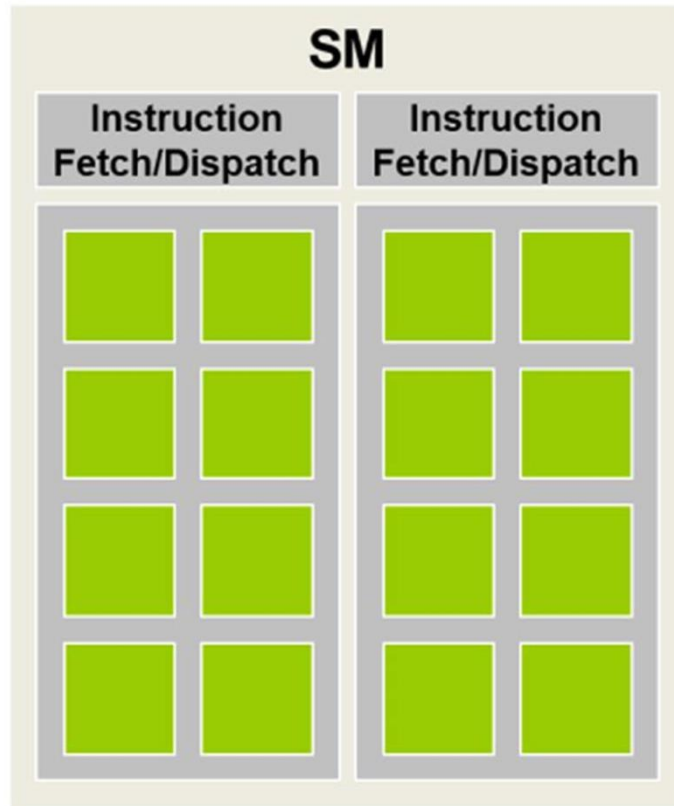 SM
Instruction
Fetch/Dispatch
Instruction
Fetch/Dispatch